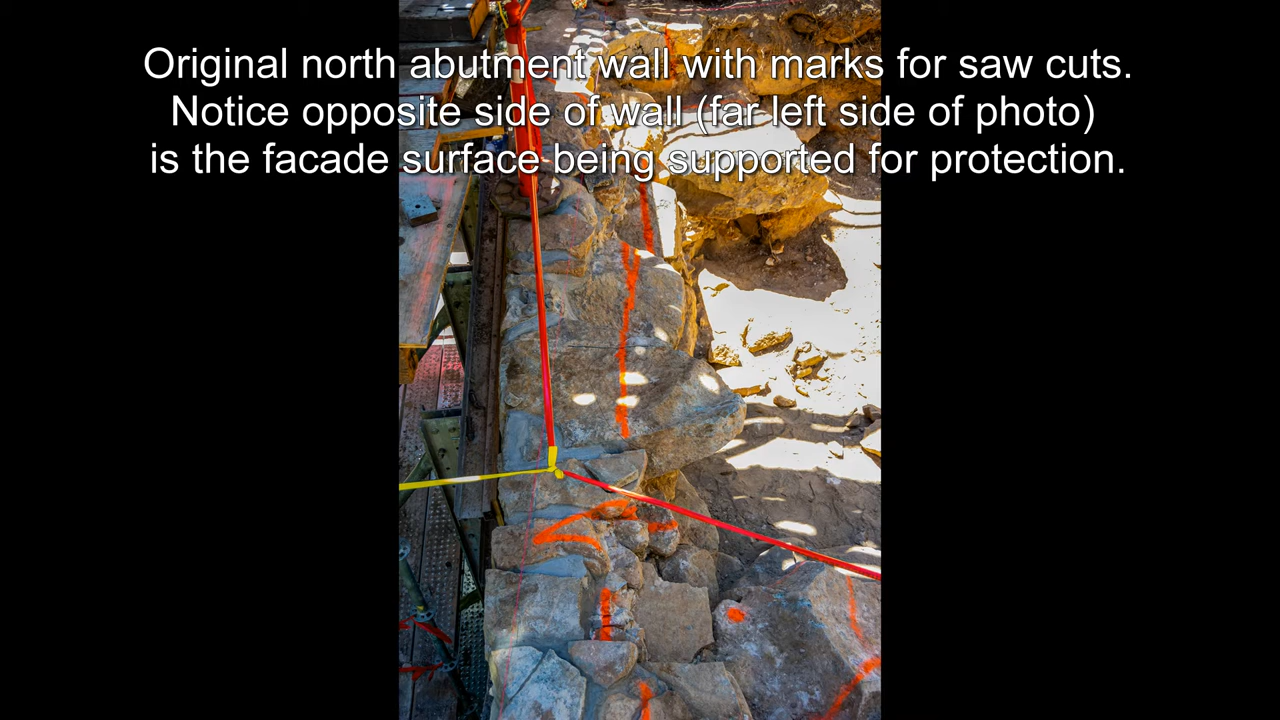 Original north abutment wall with marks for saw cuts.
Notice opposite side of wall (far left side of photo)
is the facade surface being supported for protection.